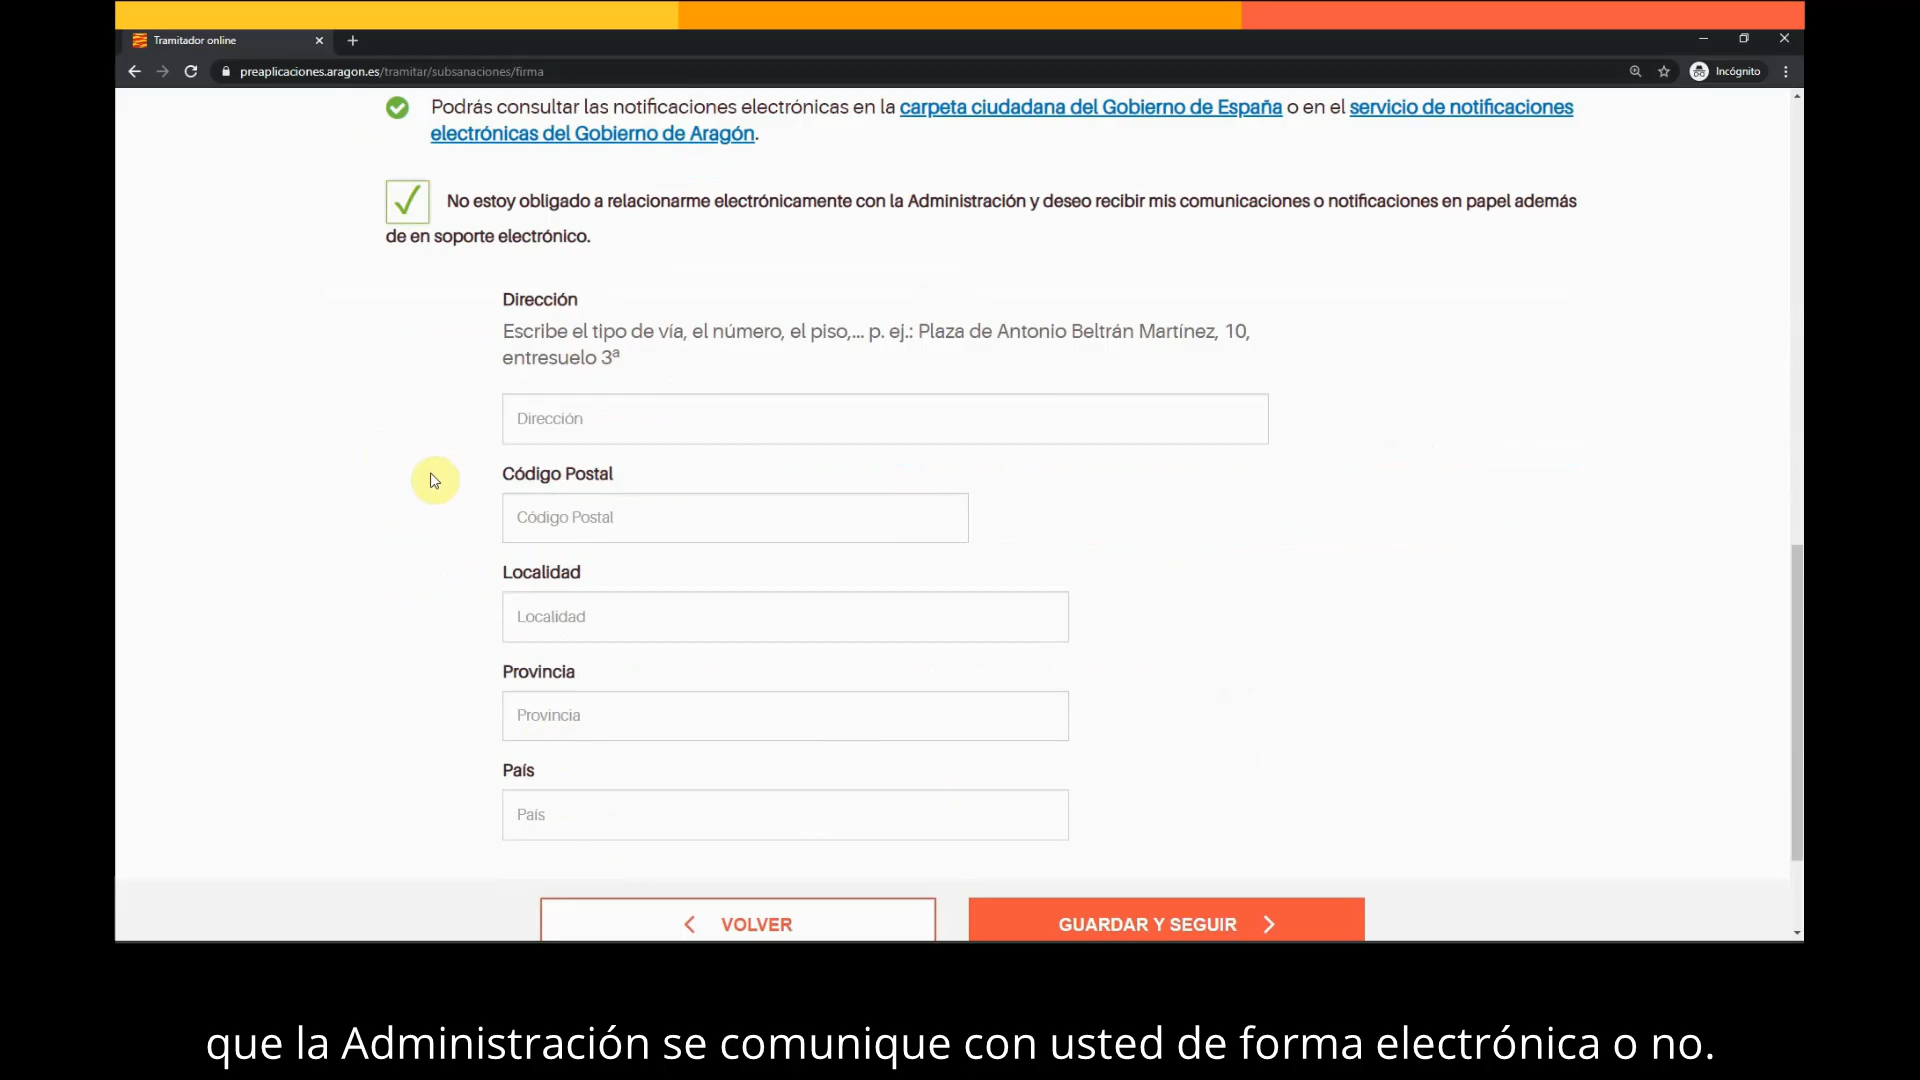 Tramitador online
preaplicaciones.aragon.es/tramitar/subsanaciones/firma
Incógnito
Podrás consultar las notificaciones electrónicas en la carpeta ciudadana del Gobierno de España o en el servicio de notificaciones
electrónicas del Gobierno de Aragón.
No estoy obligado a relacionarme electrónicamente con la Administración y deseo recibir mis comunicaciones o notificaciones en papel además
de en soporte electrónico.
Dirección
Escribe el tipo de vía, el número, el piso,... p. ej.: Plaza de Antonio Beltrán Martínez, 10,
entresuelo 3ª
Dirección
Código Postal
Código Postal
Localidad
Localidad
Provincia
Provincia
País
País
VOLVER
GUARDAR Y SEGUIR
que la Administración se comunique con usted de forma electrónica o no.